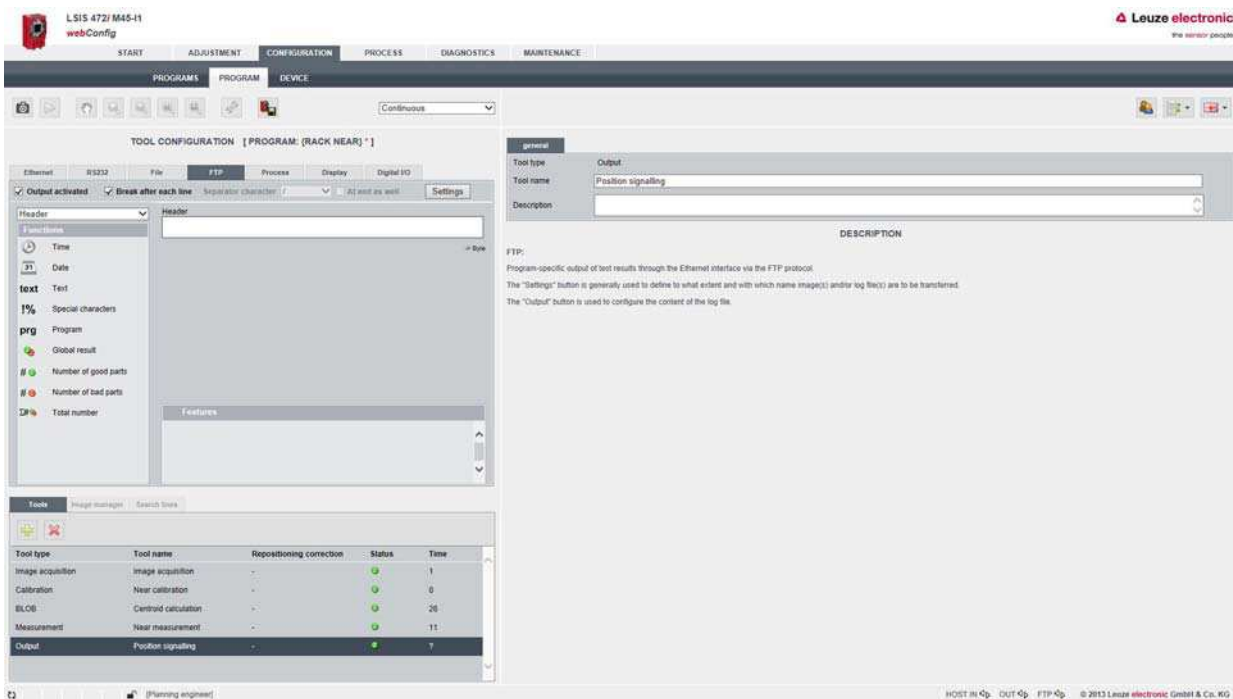 LSIS 472i M45-I1
webConfig
Leuze electronic
the sensor people
START ADJUSTMENT CONFIGURATION PROCESS DIAGNOSTICS MAINTENANCE
PROGRAMS PROGRAM DEVICE
Continuous
TOOL CONFIGURATION [ PROGRAM: (RACK NEAR) * ]
Ethernet RS232 File FTP Process Display Digital I/O
Output activated Break after each line Separator character / At end as well Settings
Header
Header
Functions
Time
31 Date
text Text
!% Special characters
prg Program
Global result
# Number of good parts
# Number of bad parts
Total number
Byte
Features
Tools Image manager Search lines
Tool type Tool name Repositioning correction Status Time
Image acquisition Image acquisition - 1
Calibration Near calibration - 0
BLOB Centroid calculation - 26
Measurement Near measurement - 11
Output Position signalling - ?
general
Tool type Output
Tool name Position signalling
Description
DESCRIPTION
FTP:
Program-specific output of test results through the Ethernet interface via the FTP protocol.
The "Settings" button is generally used to define to what extent and with which name image(s) and/or log file(s) are to be transferred.
The "Output" button is used to configure the content of the log file.
[Planning engineer]
HOST IN OUT FTP © 2013 Leuze electronic GmbH & Co. KG